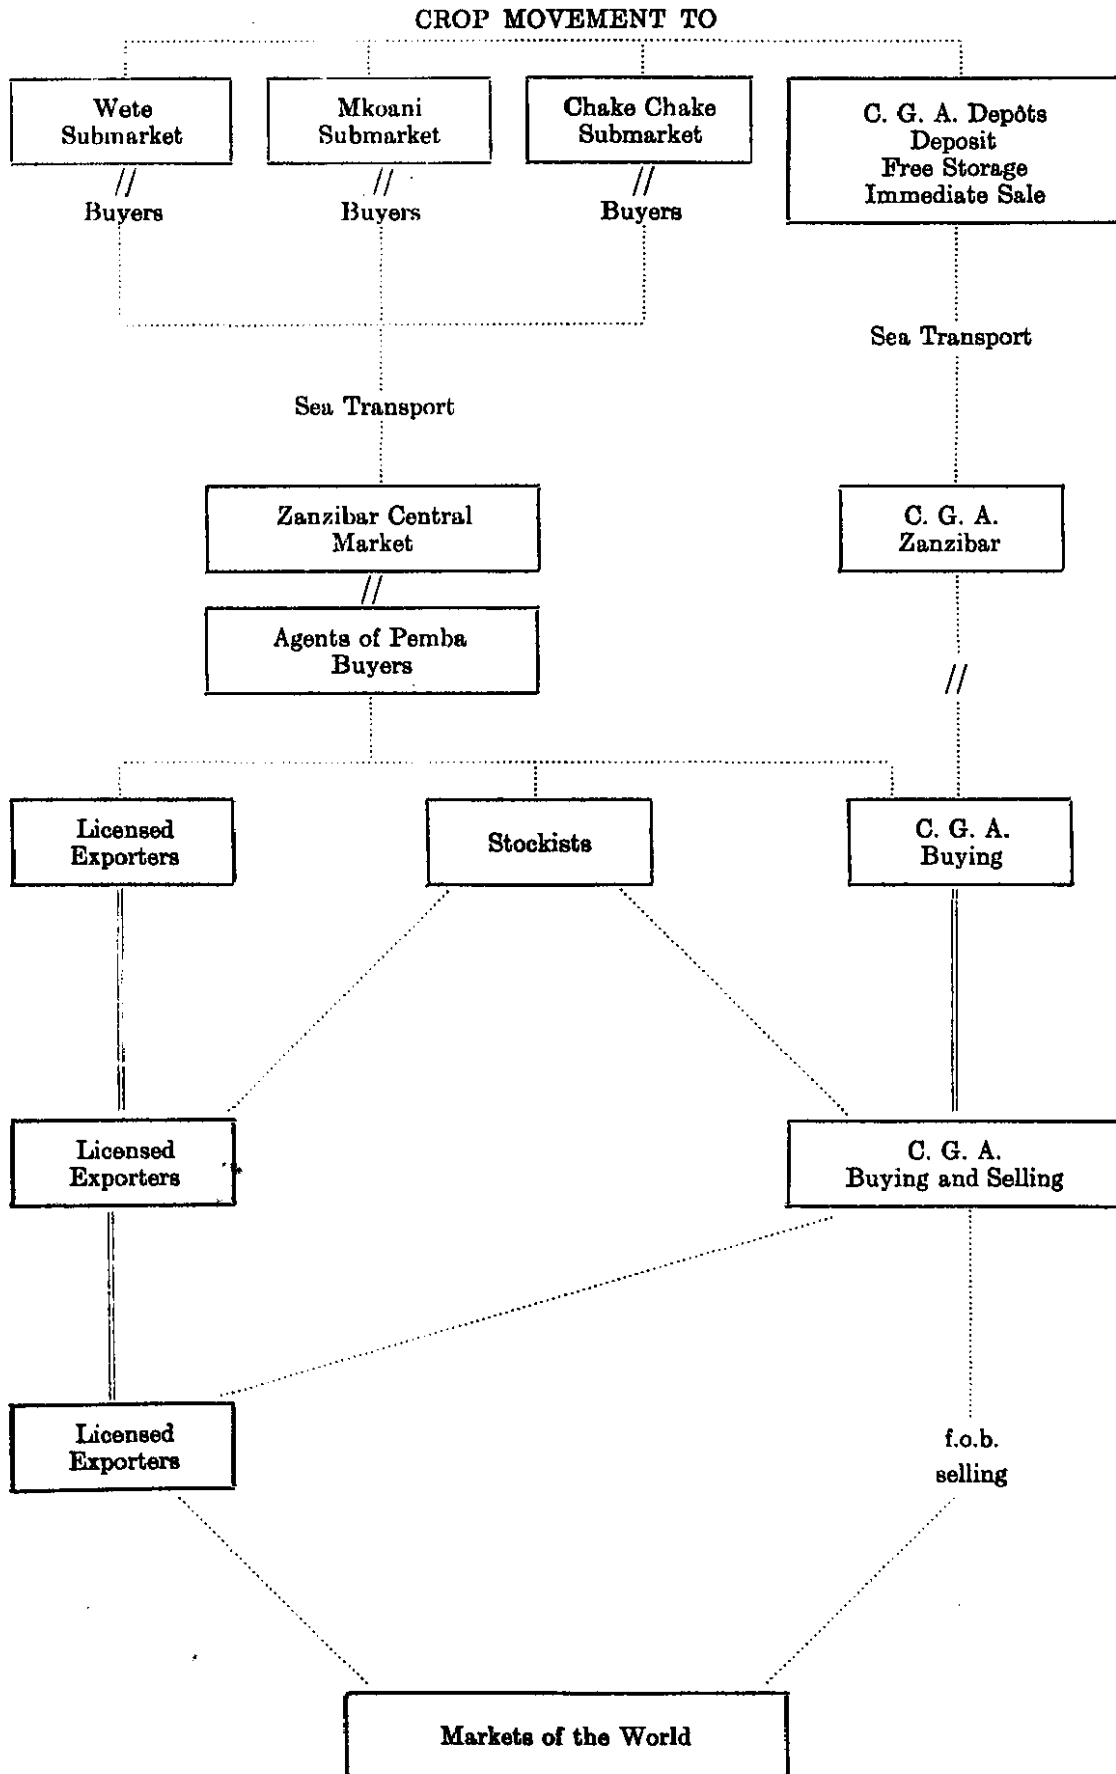 CROP MOVEMENT TO
Wete
Submarket
Mkoani
Submarket
Chake Chake
Submarket
C. G. A. Depôts
Deposit
Free Storage
Immediate Sale
//
Buyers
//
Buyers
//
Buyers
Sea Transport
Sea Transport
Zanzibar Central
Market
C. G. A.
Zanzibar
//
Agents of Pemba
Buyers
//
Licensed
Exporters
Stockists
C. G. A.
Buying
Licensed
Exporters
C. G. A.
Buying and Selling
Licensed
Exporters
f.o.b.
selling
Markets of the World